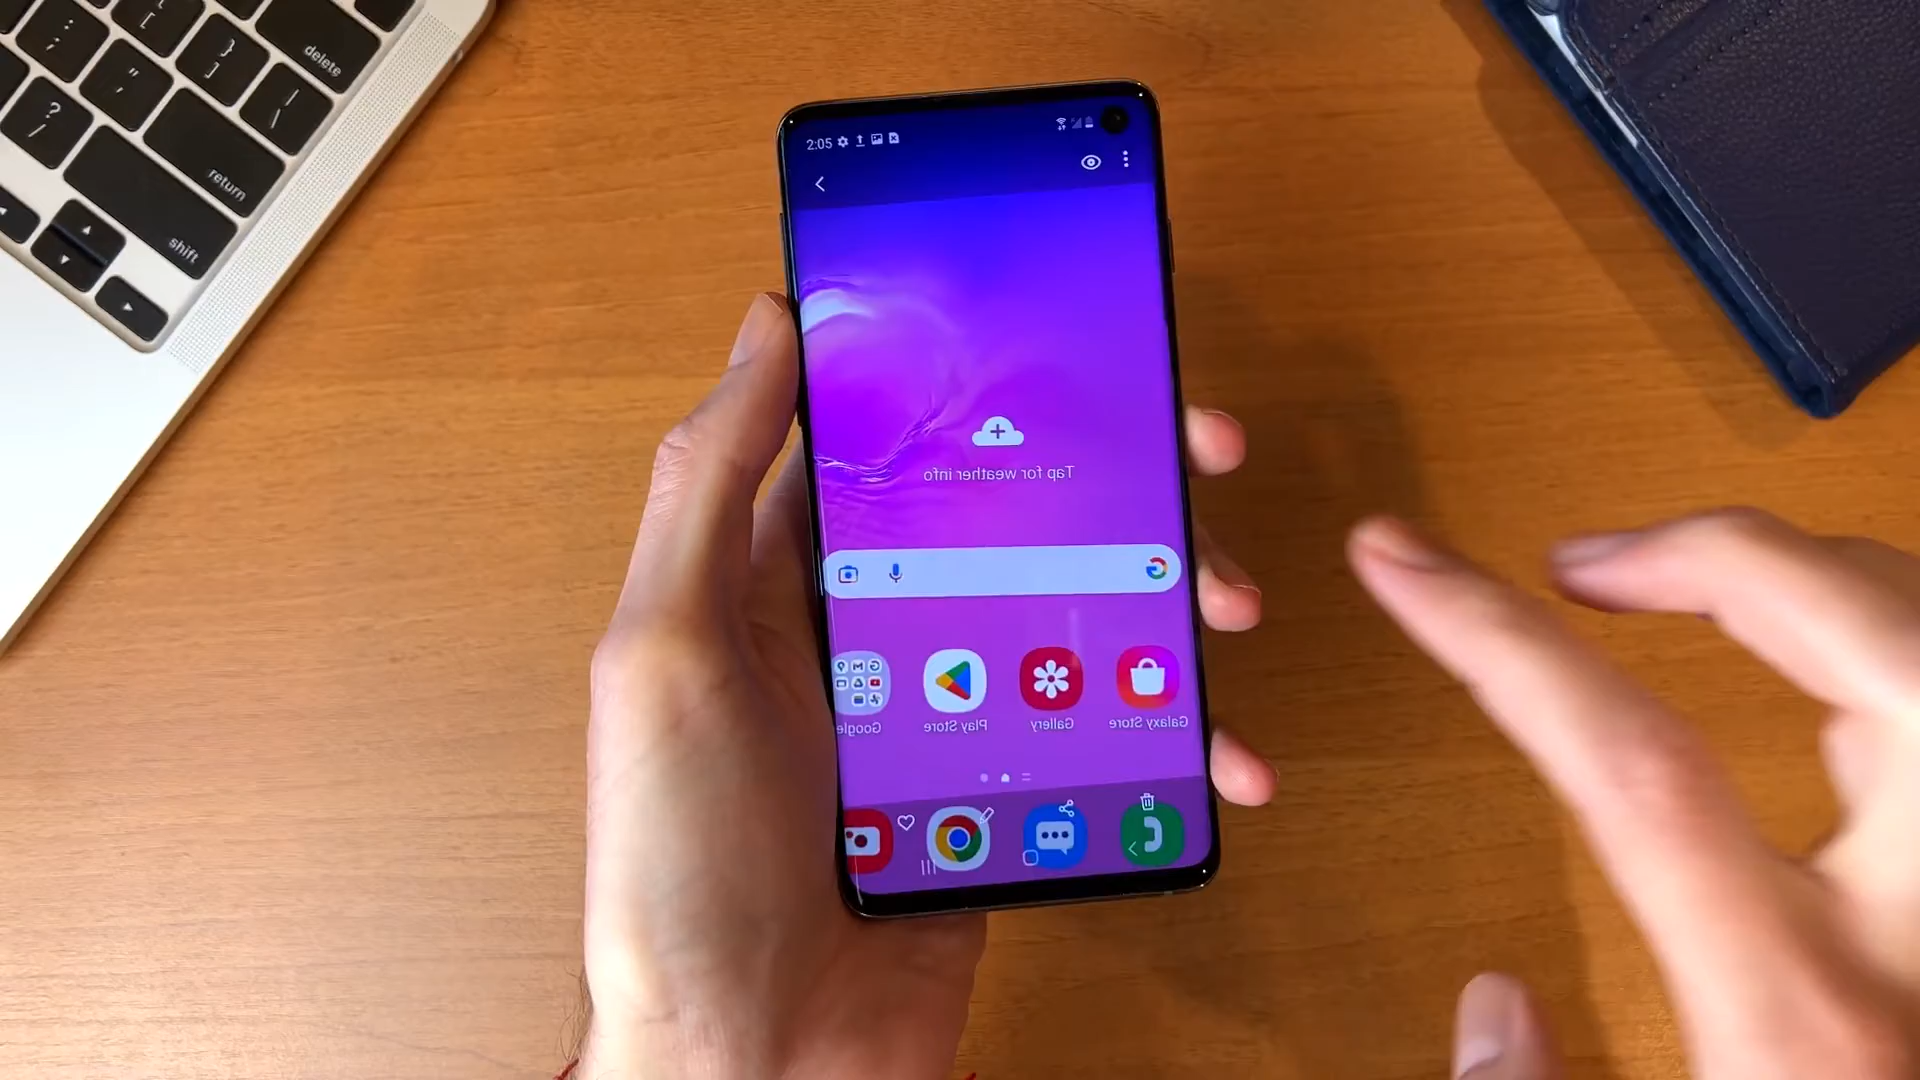 delete
return
shift
2:05
Tap for weather info
Google
Play Store
Gallery
Galaxy Store